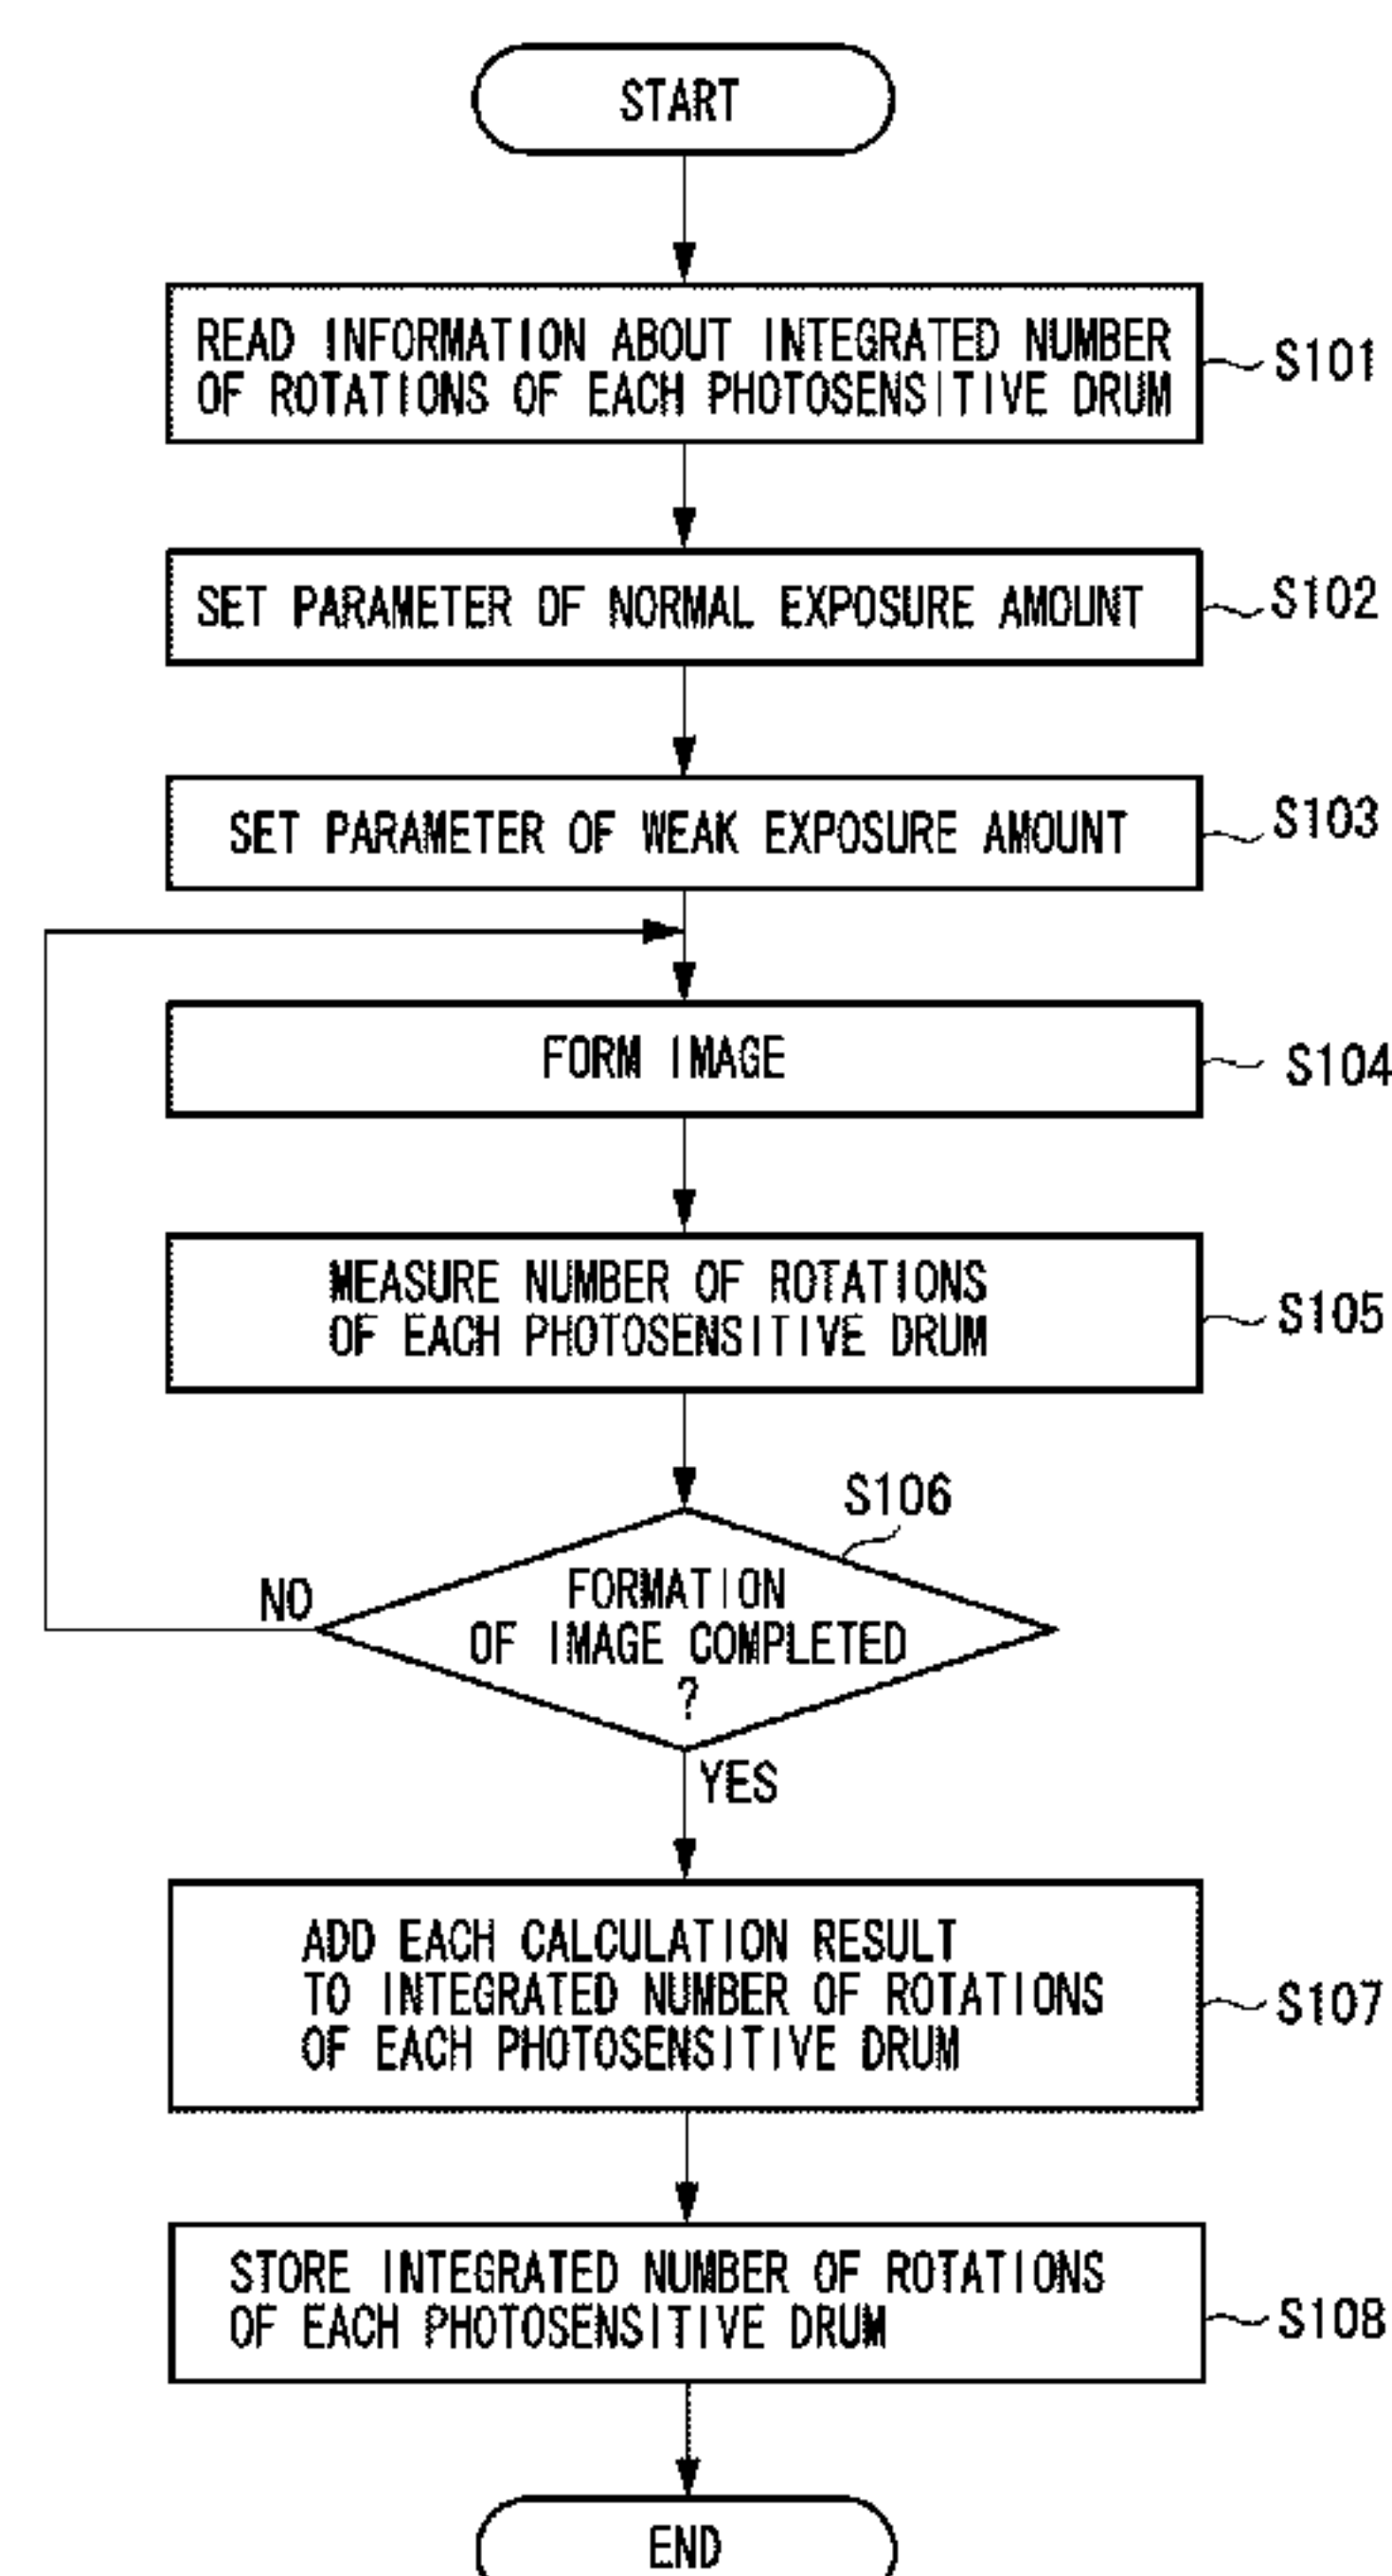 START
READ INFORMATION ABOUT INTEGRATED NUMBER
OF ROTATIONS OF EACH PHOTOSENSITIVE DRUM
S101
SET PARAMETER OF NORMAL EXPOSURE AMOUNT
S102
SET PARAMETER OF WEAK EXPOSURE AMOUNT
S103
FORM IMAGE
S104
MEASURE NUMBER OF ROTATIONS
OF EACH PHOTOSENSITIVE DRUM
S105
S106
FORMATION
OF IMAGE COMPLETED
?
NO
YES
ADD EACH CALCULATION RESULT
TO INTEGRATED NUMBER OF ROTATIONS
OF EACH PHOTOSENSITIVE DRUM
S107
STORE INTEGRATED NUMBER OF ROTATIONS
OF EACH PHOTOSENSITIVE DRUM
S108
END